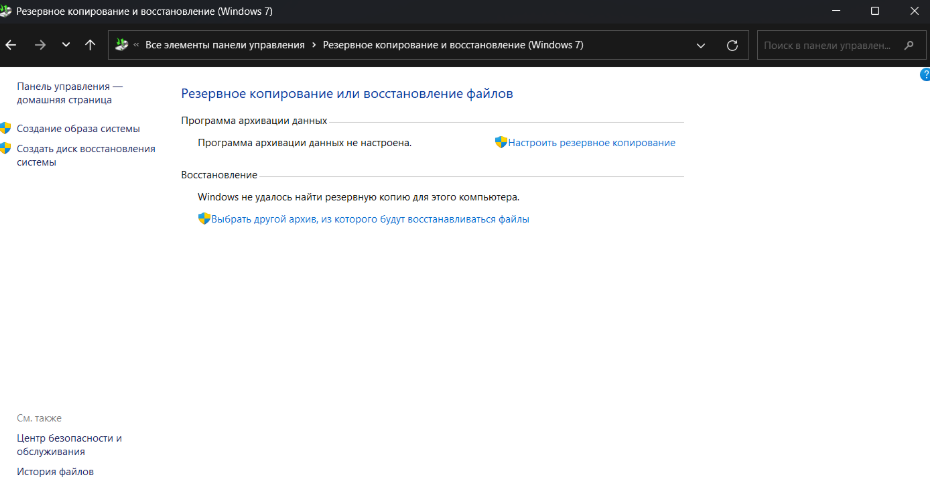 Резервное копирование и восстановление (Windows 7)
« Все элементы панели управления › Резервное копирование и восстановление (Windows 7)
Поиск в панели управлен...
?
Панель управления —
домашняя страница
Создание образа системы
Создать диск восстановления
системы
Резервное копирование или восстановление файлов
Программа архивации данных
Программа архивации данных не настроена.
Настроить резервное копирование
Восстановление
Windows не удалось найти резервную копию для этого компьютера.
Выбрать другой архив, из которого будут восстанавливаться файлы
См. также
Центр безопасности и
обслуживания
История файлов